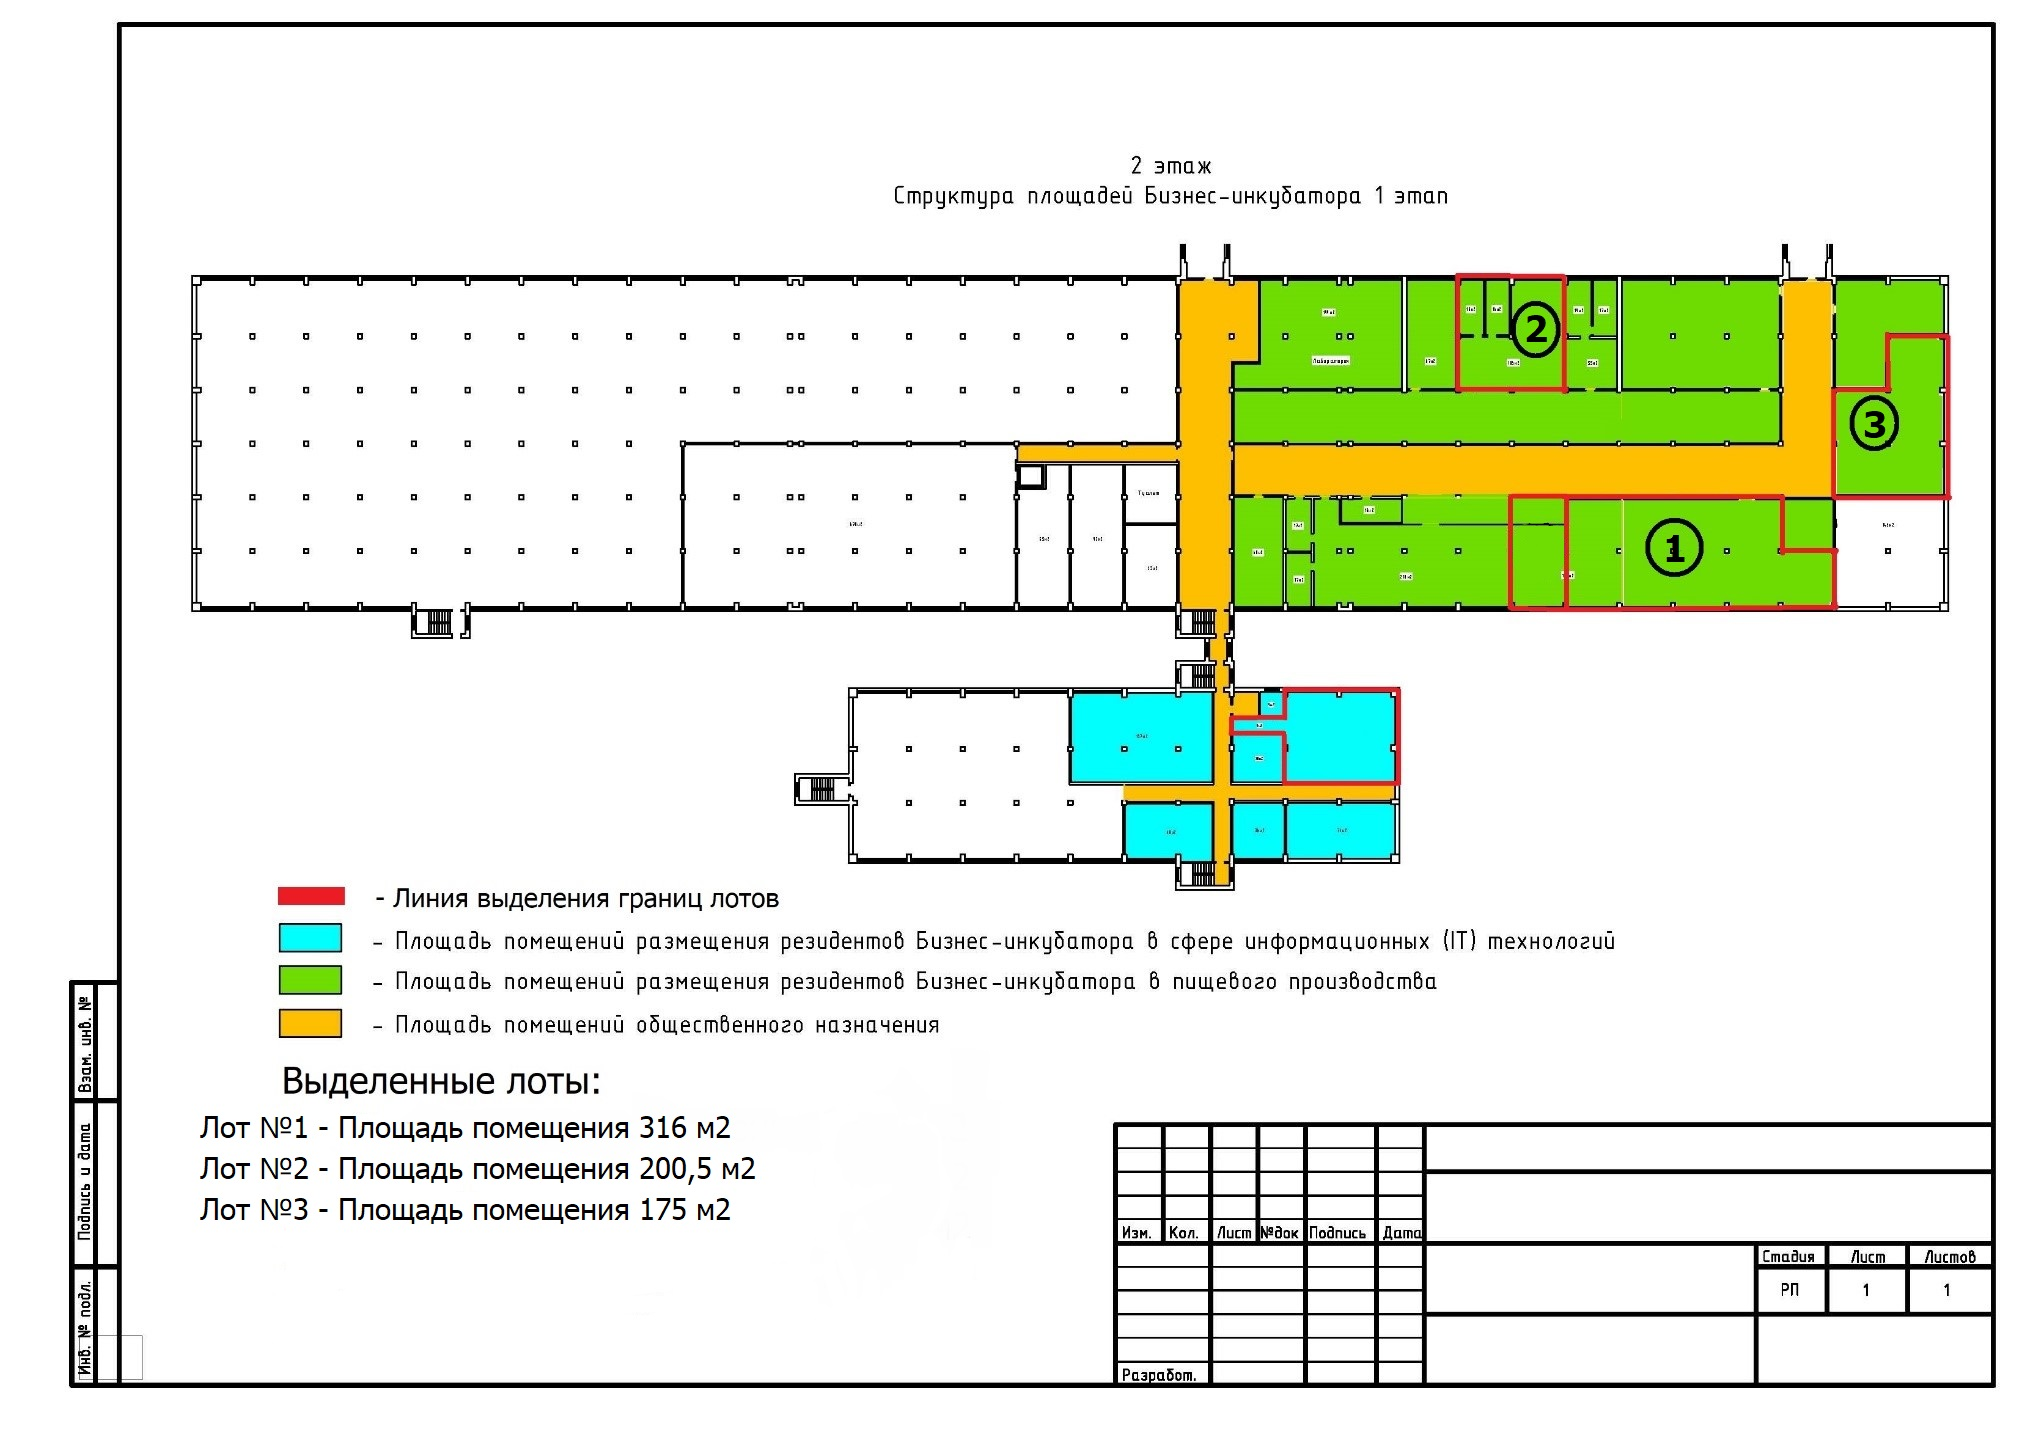 2 этаж
Структура площадей Бизнес-инкубатора 1 этап
2
3
1
Лаборатория
Туалет
- Линия выделения границ лотов
- Площадь помещений размещения резидентов Бизнес-инкубатора в сфере информационных (IT) технологий
- Площадь помещений размещения резидентов Бизнес-инкубатора в пищевого производства
- Площадь помещений общественного назначения
Выделенные лоты:
Лот №1 - Площадь помещения 316 м2
Лот №2 - Площадь помещения 200,5 м2
Лот №3 - Площадь помещения 175 м2
Взам. инв. №
Подпись и дата
Инв. № подл.
Изм. Кол. Лист №док Подпись Дата
Разработ.
Стадия Лист Листов
РП 1 1